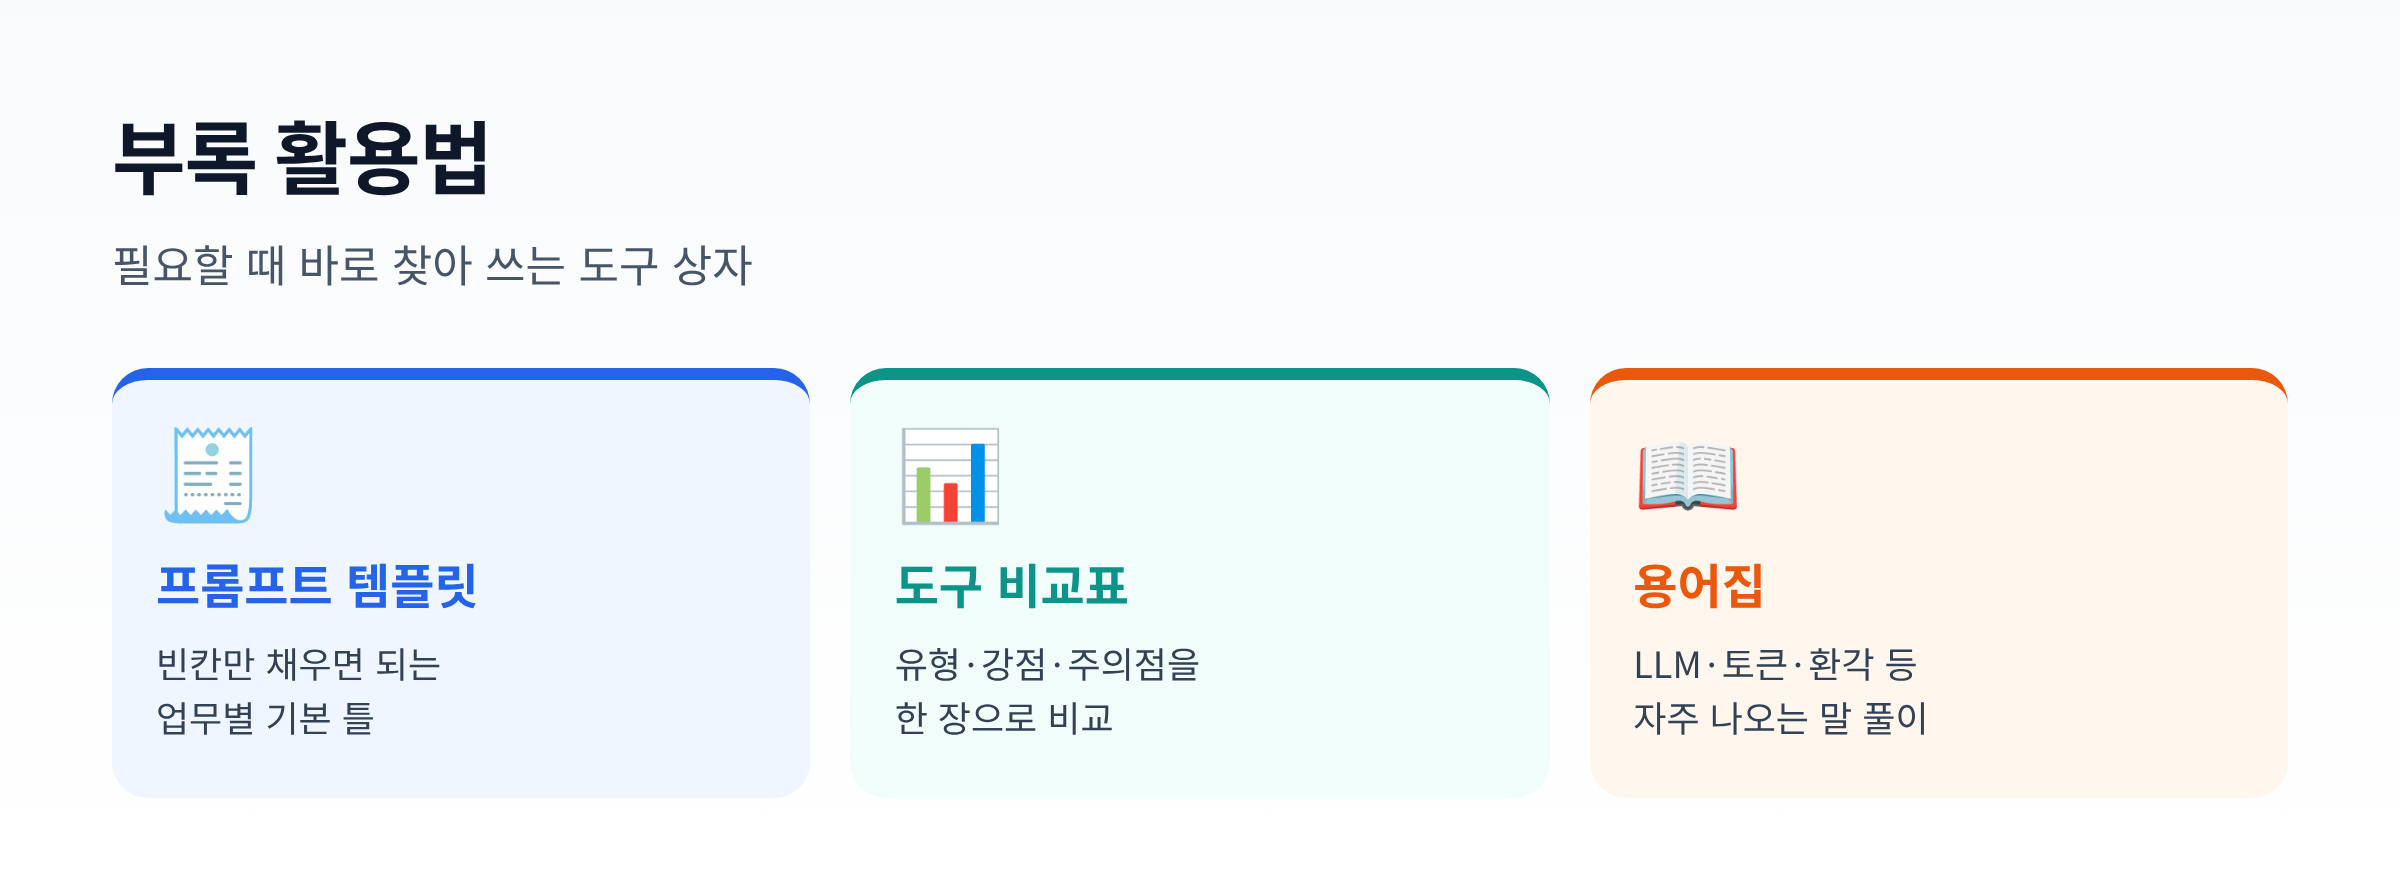 부록 활용법
필요할 때 바로 찾아 쓰는 도구 상자
프롬프트 템플릿
빈칸만 채우면 되는
업무별 기본 틀
도구 비교표
유형·강점·주의점을
한 장으로 비교
용어집
LLM·토큰·환각 등
자주 나오는 말 풀이